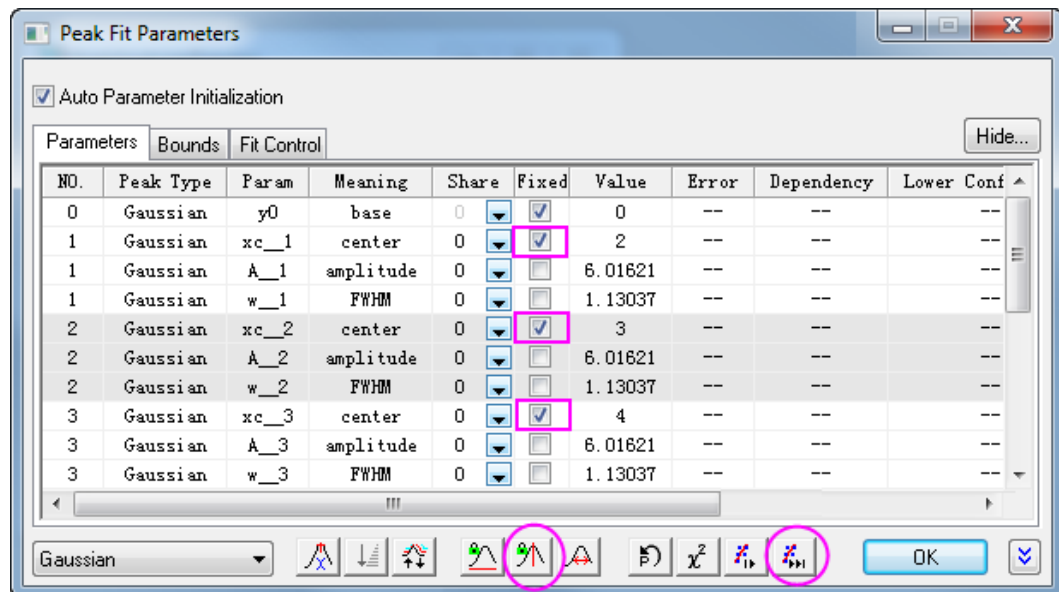 Peak Fit Parameters
Auto Parameter Initialization
Parameters Bounds Fit Control Hide...
NO. Peak Type Param Meaning Share Fixed Value Error Dependency Lower Conf
0 Gaussian y0 base 0 0 -- -- --
1 Gaussian xc__1 center 0 2 -- -- --
1 Gaussian A__1 amplitude 0 6.01621 -- -- --
1 Gaussian w__1 FWHM 0 1.13037 -- -- --
2 Gaussian xc__2 center 0 3 -- -- --
2 Gaussian A__2 amplitude 0 6.01621 -- -- --
2 Gaussian w__2 FWHM 0 1.13037 -- -- --
3 Gaussian xc__3 center 0 4 -- -- --
3 Gaussian A__3 amplitude 0 6.01621 -- -- --
3 Gaussian w__3 FWHM 0 1.13037 -- -- --
Gaussian χ² OK